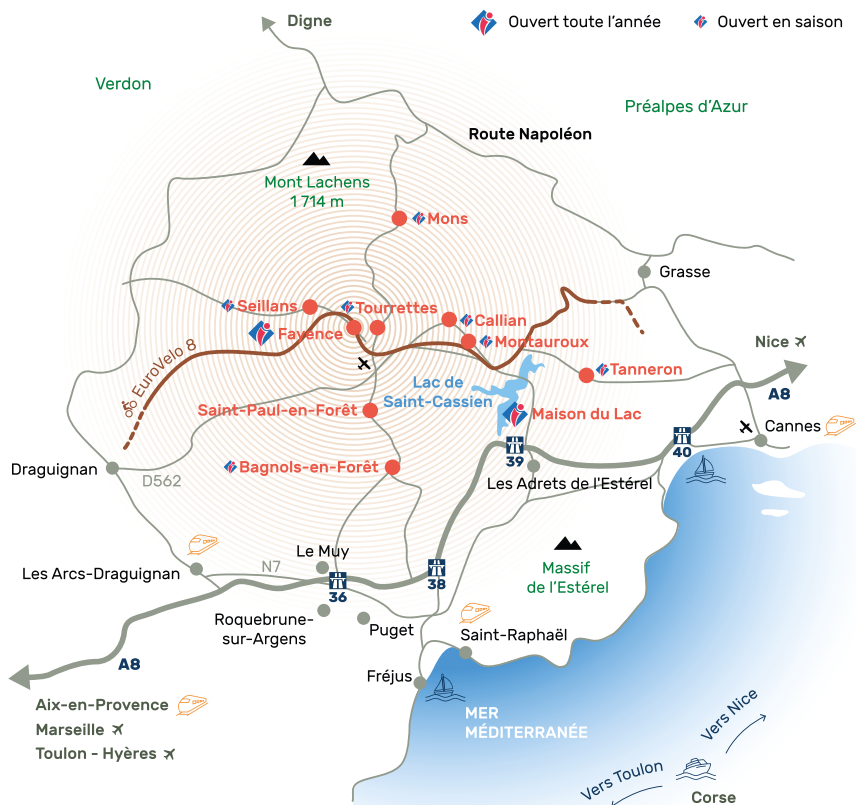 Digne
Ouvert toute l'année
Ouvert en saison
Verdon
Préalpes d'Azur
Route Napoléon
Mont Lachens
1 714 m
Mons
Grasse
Seillans
Tourrettes
Callian
Fayence
Montauroux
Nice
EuroVelo 8
Tanneron
Lac de
Saint-Cassien
A8
Saint-Paul-en-Forêt
Maison du Lac
Cannes
40
39
Draguignan
Bagnols-en-Forêt
D562
Les Adrets de l'Estérel
Le Muy
Massif
de l'Estérel
N7
Les Arcs-Draguignan
38
36
Roquebrune-
sur-Argens
Puget
Saint-Raphaël
A8
Fréjus
Aix-en-Provence
Marseille
Toulon - Hyères
MER
MÉDITERRANÉE
Vers Nice
Vers Toulon
Corse